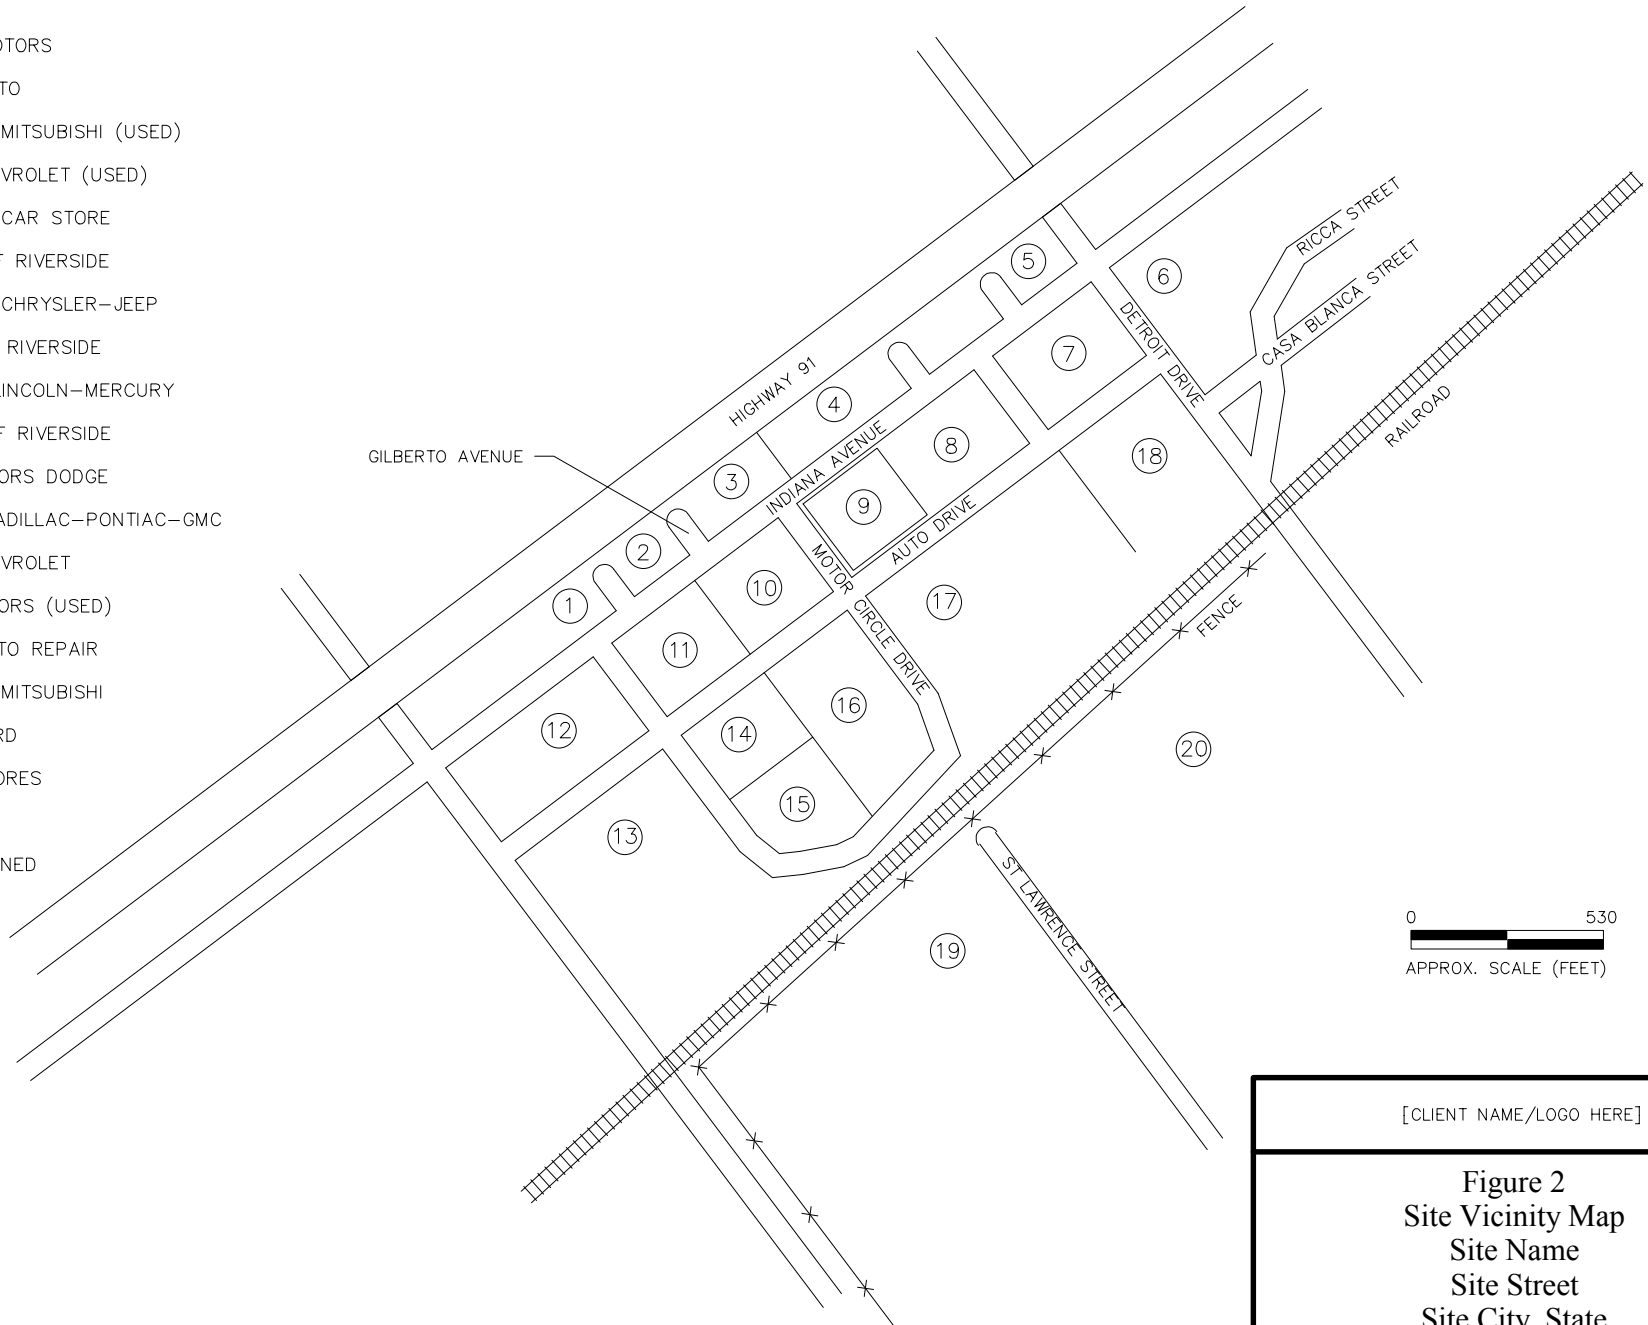 OTORS
TO
MITSUBISHI (USED)
VROLET (USED)
CAR STORE
F RIVERSIDE
CHRYSLER-JEEP
RIVERSIDE
LINCOLN-MERCURY
F RIVERSIDE
ORS DODGE
ADILLAC-PONTIAC-GMC
VROLET
ORS (USED)
TO REPAIR
MITSUBISHI
RD
ORES
NED
HIGHWAY 91
GILBERTO AVENUE
INDIANA AVENUE
AUTO DRIVE
MOTOR CIRCLE DRIVE
DETROIT DRIVE
RICCA STREET
CASA BLANCA STREET
RAILROAD
FENCE
ST LAWRENCE STREET
1
2
3
4
5
6
7
8
9
10
11
12
13
14
15
16
17
18
19
20
0 530
APPROX. SCALE (FEET)
[CLIENT NAME/LOGO HERE]
Figure 2
Site Vicinity Map
Site Name
Site Street
Site City, State